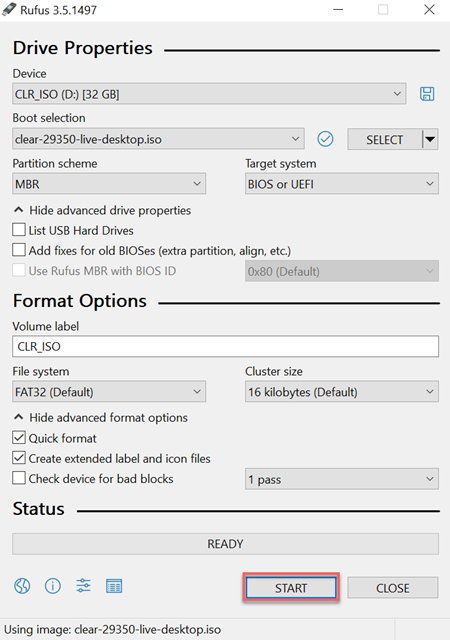 Rufus 3.5.1497
Drive Properties
Device
CLR_ISO (D:) [32 GB]
Boot selection
clear-29350-live-desktop.iso
SELECT
Partition scheme
Target system
MBR
BIOS or UEFI
Hide advanced drive properties
List USB Hard Drives
Add fixes for old BIOSes (extra partition, align, etc.)
Use Rufus MBR with BIOS ID
0x80 (Default)
Format Options
Volume label
CLR_ISO
File system
Cluster size
FAT32 (Default)
16 kilobytes (Default)
Hide advanced format options
Quick format
Create extended label and icon files
Check device for bad blocks
1 pass
Status
READY
START
CLOSE
Using image: clear-29350-live-desktop.iso